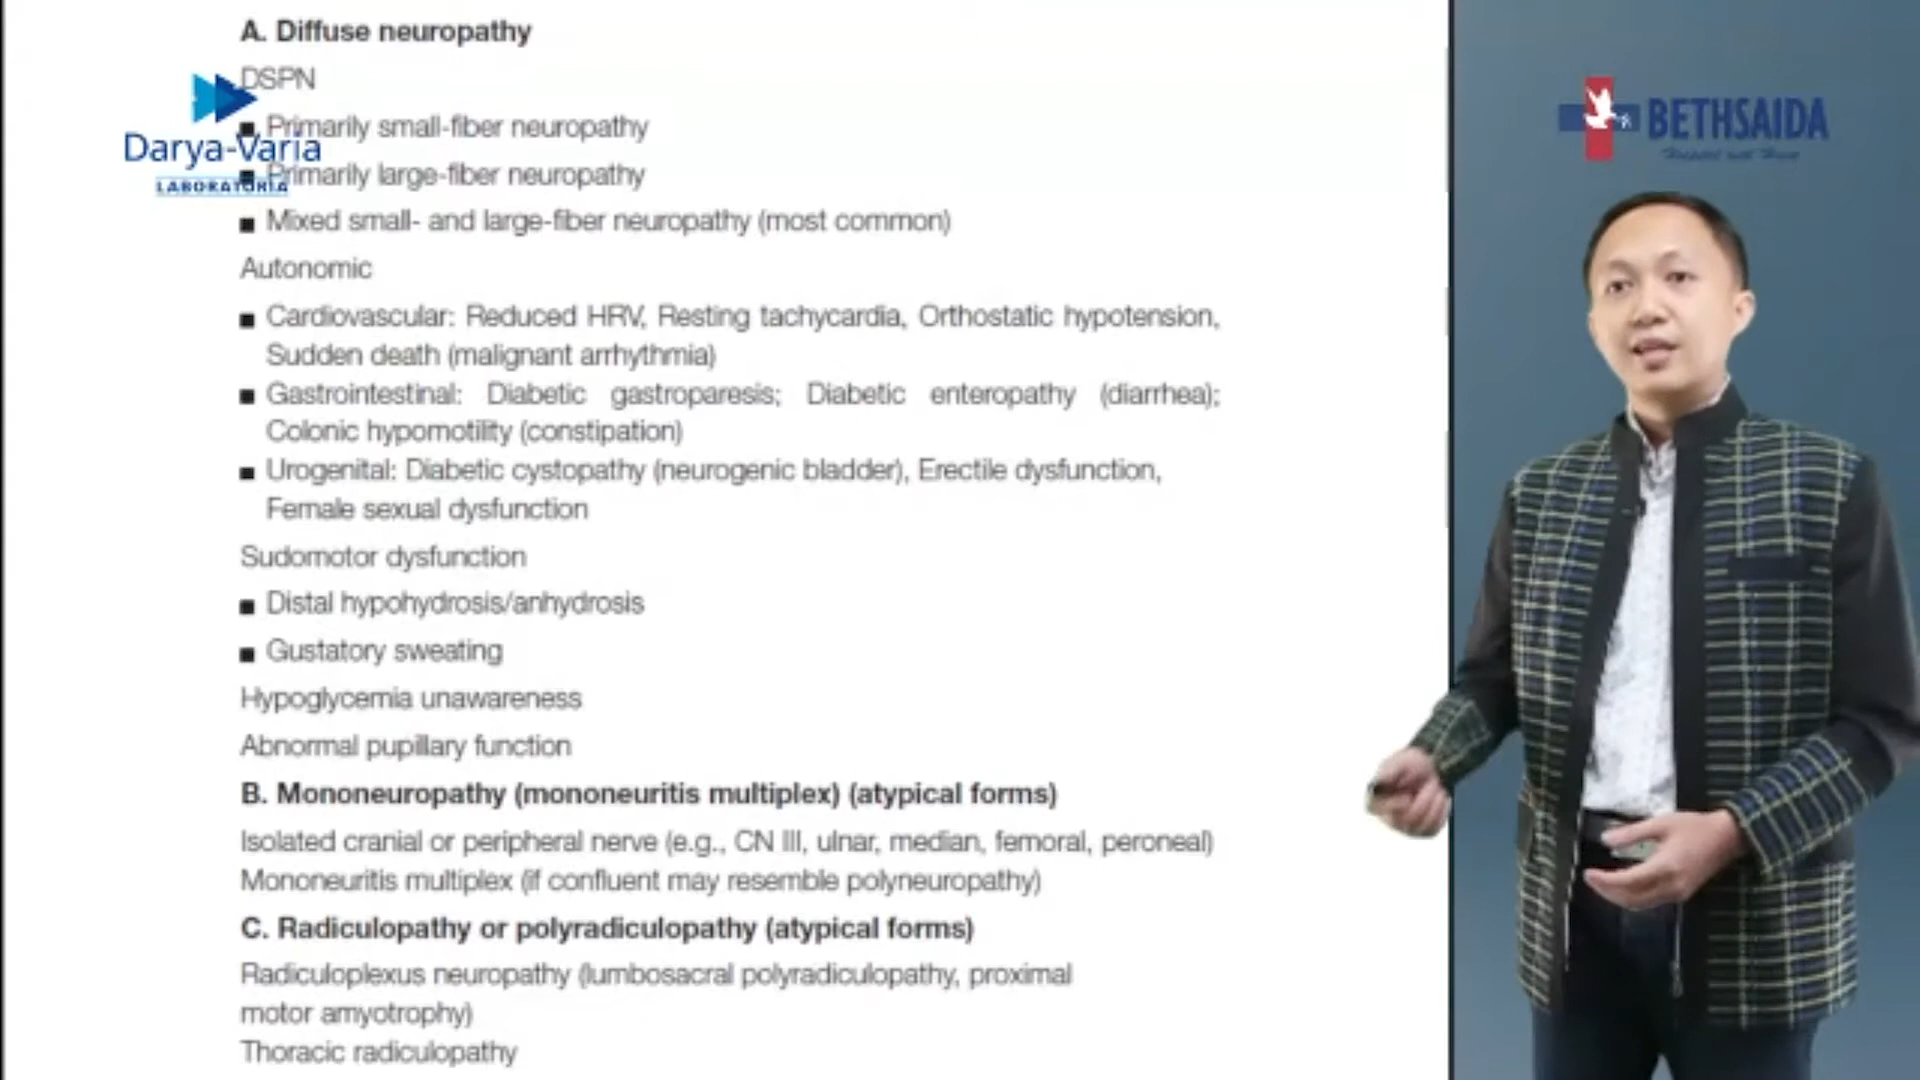 A. Diffuse neuropathy
DSPN
■ Primarily small-fiber neuropathy
■ Primarily large-fiber neuropathy
■ Mixed small- and large-fiber neuropathy (most common)
Autonomic
■ Cardiovascular: Reduced HRV, Resting tachycardia, Orthostatic hypotension,
Sudden death (malignant arrhythmia)
■ Gastrointestinal: Diabetic gastroparesis; Diabetic enteropathy (diarrhea);
Colonic hypomotility (constipation)
■ Urogenital: Diabetic cystopathy (neurogenic bladder), Erectile dysfunction,
Female sexual dysfunction
Sudomotor dysfunction
■ Distal hypohydrosis/anhydrosis
■ Gustatory sweating
Hypoglycemia unawareness
Abnormal pupillary function
B. Mononeuropathy (mononeuritis multiplex) (atypical forms)
Isolated cranial or peripheral nerve (e.g., CN III, ulnar, median, femoral, peroneal)
Mononeuritis multiplex (if confluent may resemble polyneuropathy)
C. Radiculopathy or polyradiculopathy (atypical forms)
Radiculoplexus neuropathy (lumbosacral polyradiculopathy, proximal
motor amyotrophy)
Thoracic radiculopathy
Darya-Varia
LABORATORIA
BETHSAIDA
Hospital with Heart